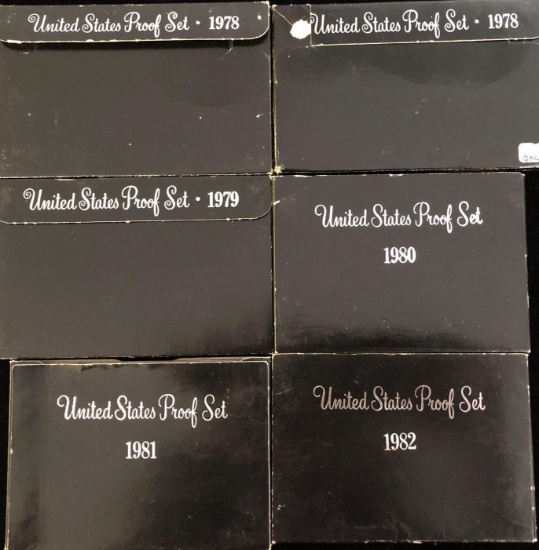 United States Proof Set • 1978
United States Proof Set • 1978
United States Proof Set • 1979
United States Proof Set
1980
United States Proof Set
1981
United States Proof Set
1982